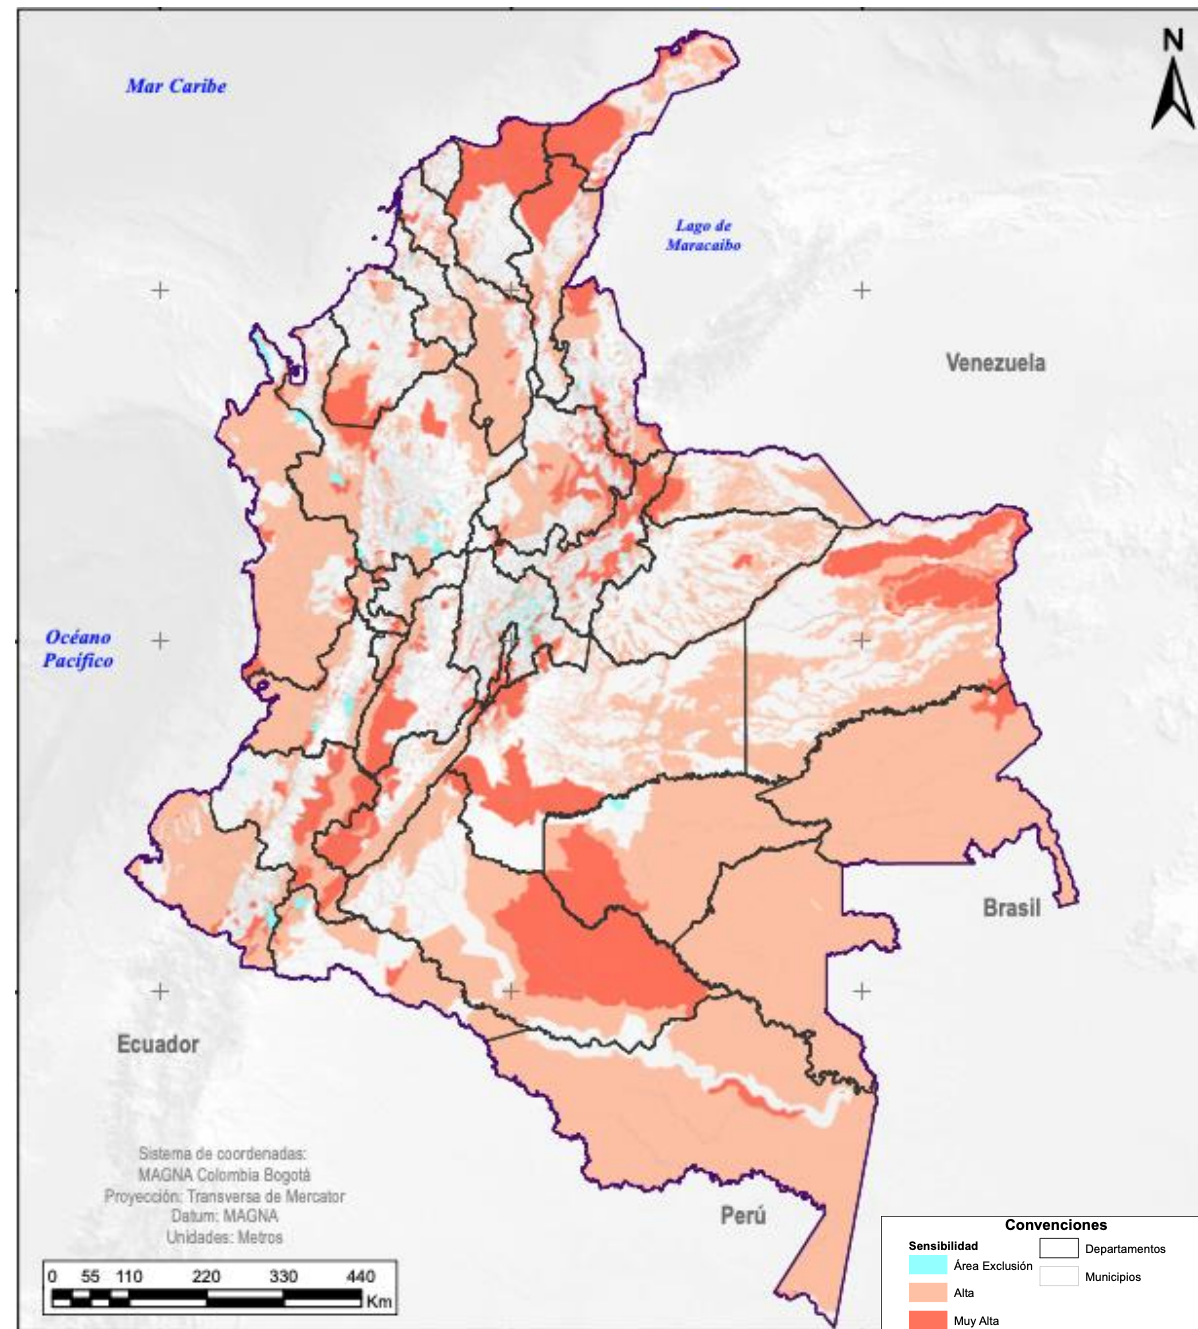 N
Mar Caribe
Lago de
Maracaibo
Venezuela
Océano
Pacífico
Brasil
Ecuador
Sistema de coordenadas:
MAGNA Colombia Bogotá
Proyección: Transversa de Mercator
Datum: MAGNA
Unidades: Metros
Perú
0 55 110 220 330 440
Km
Convenciones
Sensibilidad
Área Exclusión
Alta
Muy Alta
Departamentos
Municipios